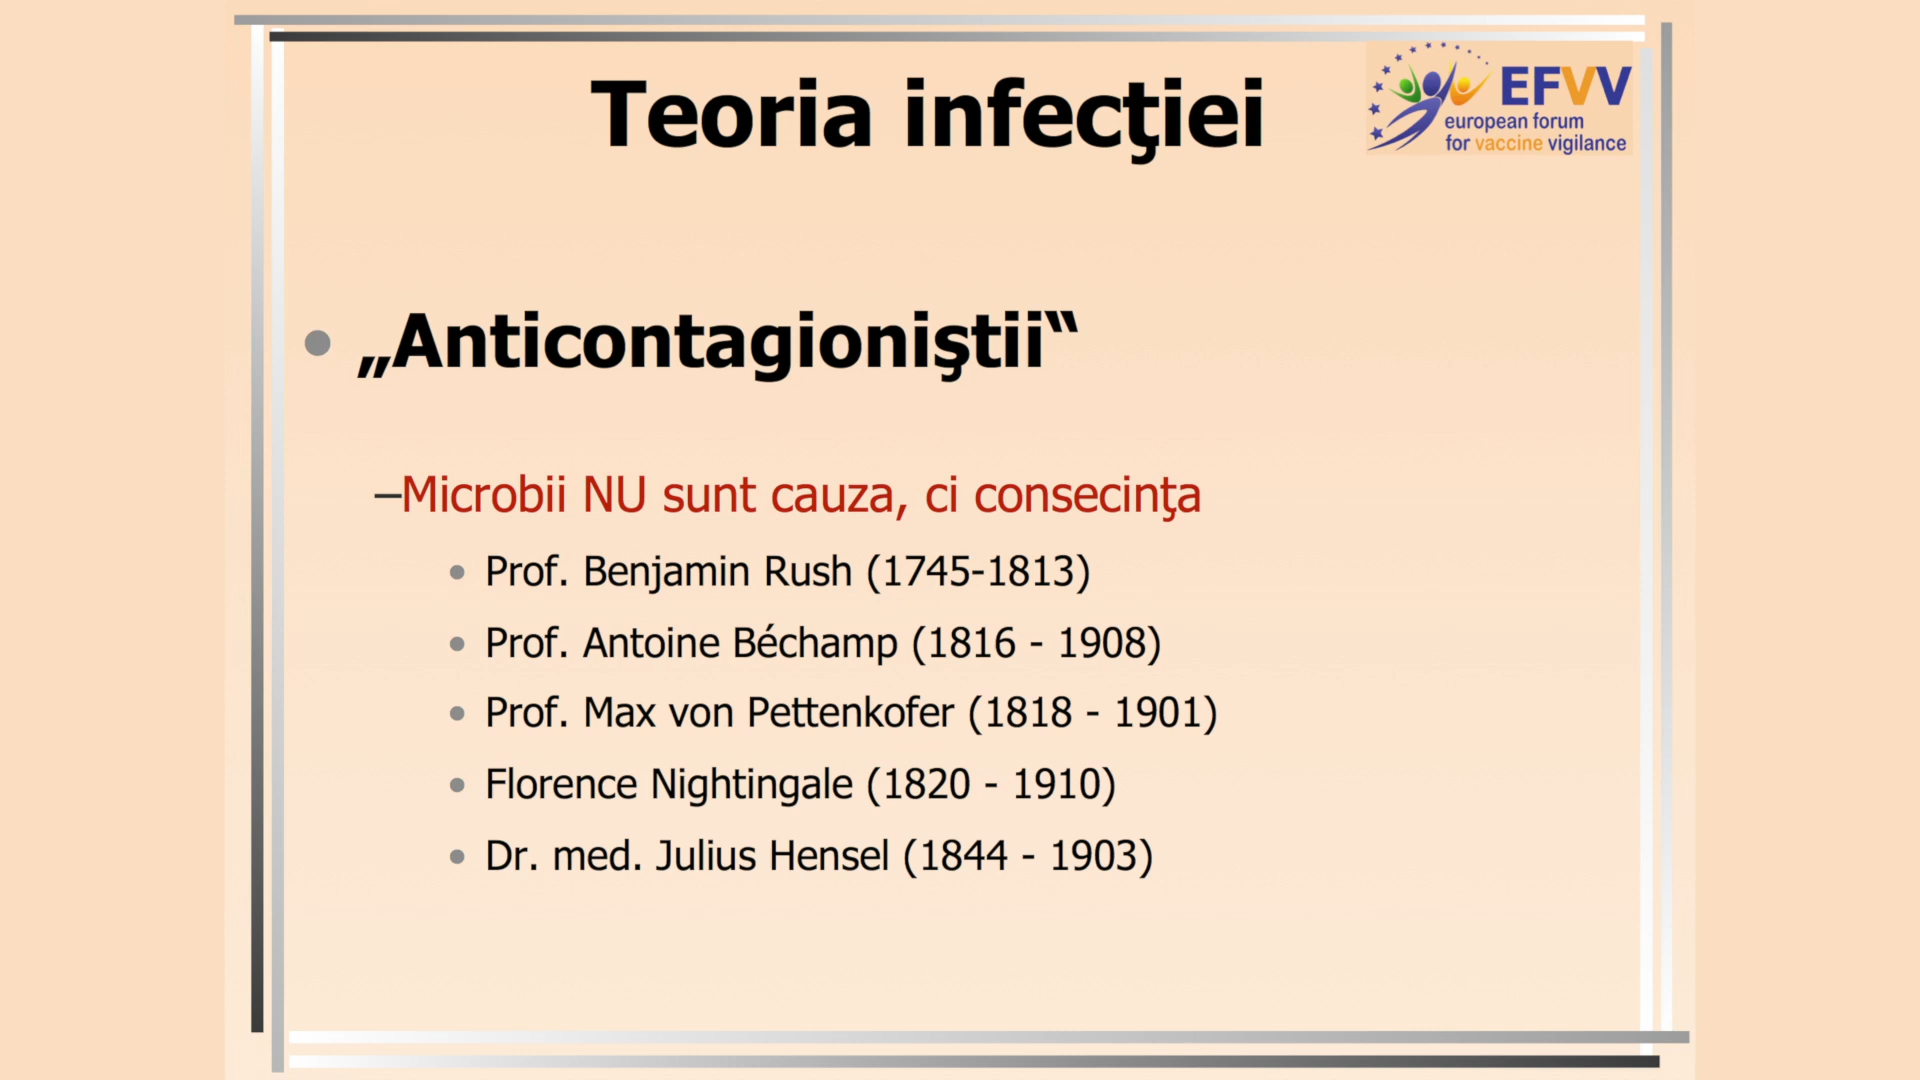 Teoria infecţiei
EFVV
european forum
for vaccine vigilance
• „Anticontagioniştii“
–Microbii NU sunt cauza, ci consecinţa
• Prof. Benjamin Rush (1745-1813)
• Prof. Antoine Béchamp (1816 - 1908)
• Prof. Max von Pettenkofer (1818 - 1901)
• Florence Nightingale (1820 - 1910)
• Dr. med. Julius Hensel (1844 - 1903)